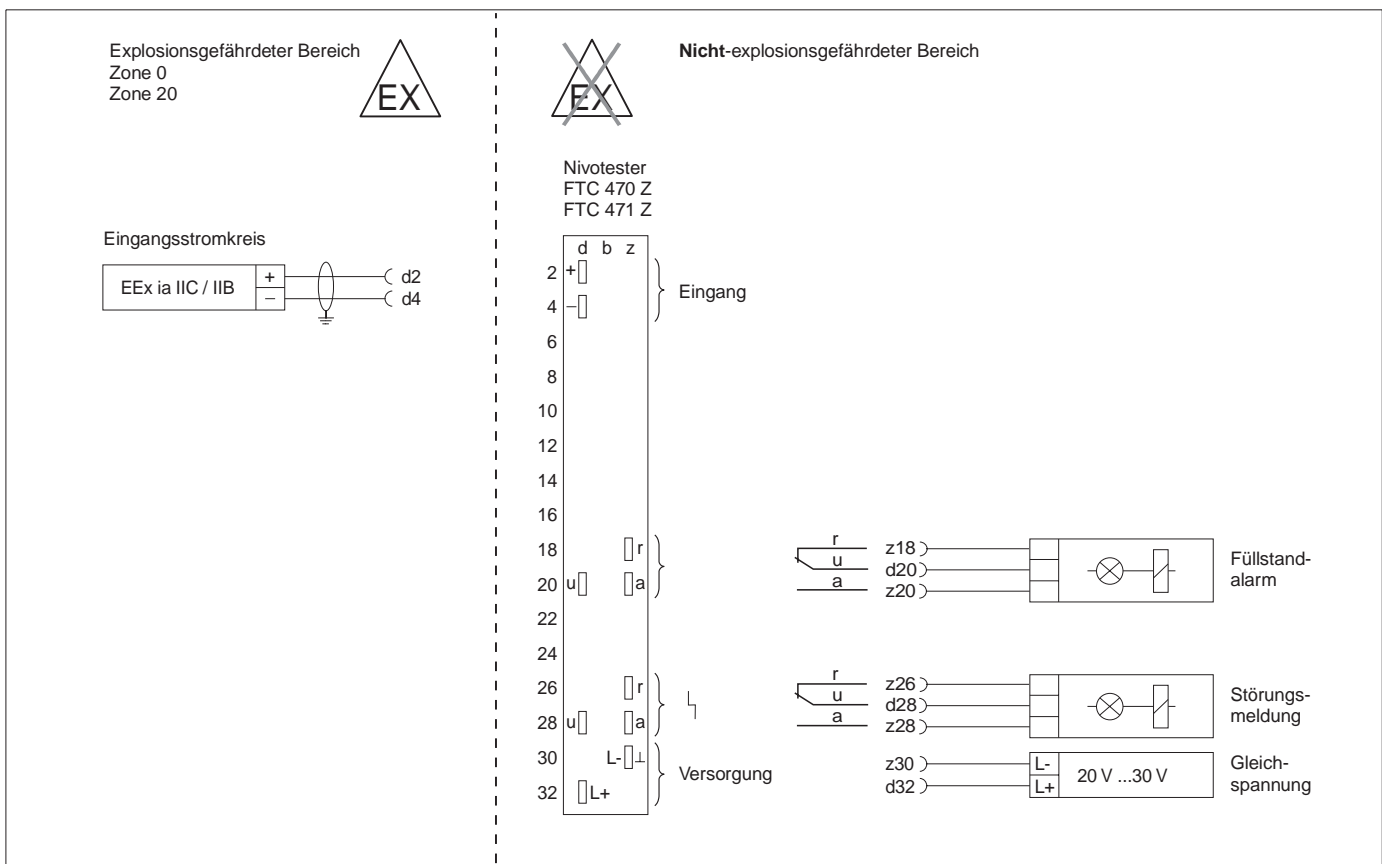 Explosionsgefährdeter Bereich
Zone 0
Zone 20
EX
EX
Nicht-explosionsgefährdeter Bereich
Nivotester
FTC 470 Z
FTC 471 Z
Eingangsstromkreis
EEx ia IIC / IIB
+
–
d2
d4
d b z
2 +
4 –
Eingang
6
8
10
12
14
16
18 r
20 u a
22
24
26 r
28 u a
30 L- ⊥
32 L+
Versorgung
r z18
u d20
a z20
Füllstand-
alarm
r z26
u d28
a z28
Störungs-
meldung
z30 L-
d32 L+
20 V ...30 V
Gleich-
spannung